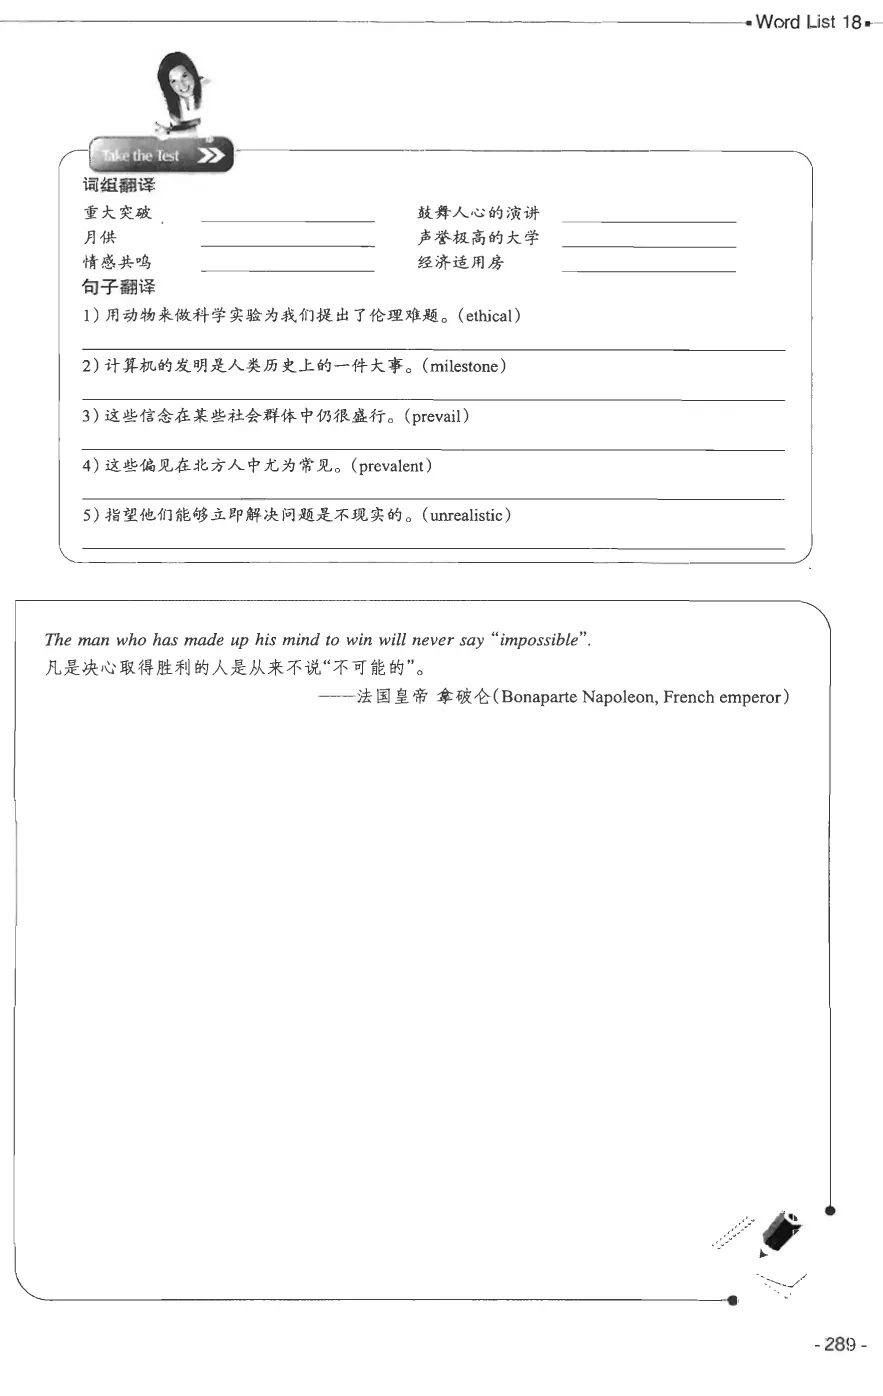 Word List 18
Take the Test
词组翻译
重大突破 鼓舞人心的演讲
月供 声誉极高的大学
情感共鸣 经济适用房
句子翻译
1) 用动物来做科学实验为我们提出了伦理难题。(ethical)
2) 计算机的发明是人类历史上的一件大事。(milestone)
3) 这些信念在某些社会群体中仍很盛行。(prevail)
4) 这些偏见在北方人中尤为常见。(prevalent)
5) 指望他们能够立即解决问题是不现实的。(unrealistic)
The man who has made up his mind to win will never say “impossible”.
凡是决心取得胜利的人是从来不说“不可能的”。
——法国皇帝 拿破仑(Bonaparte Napoleon, French emperor)
- 289 -